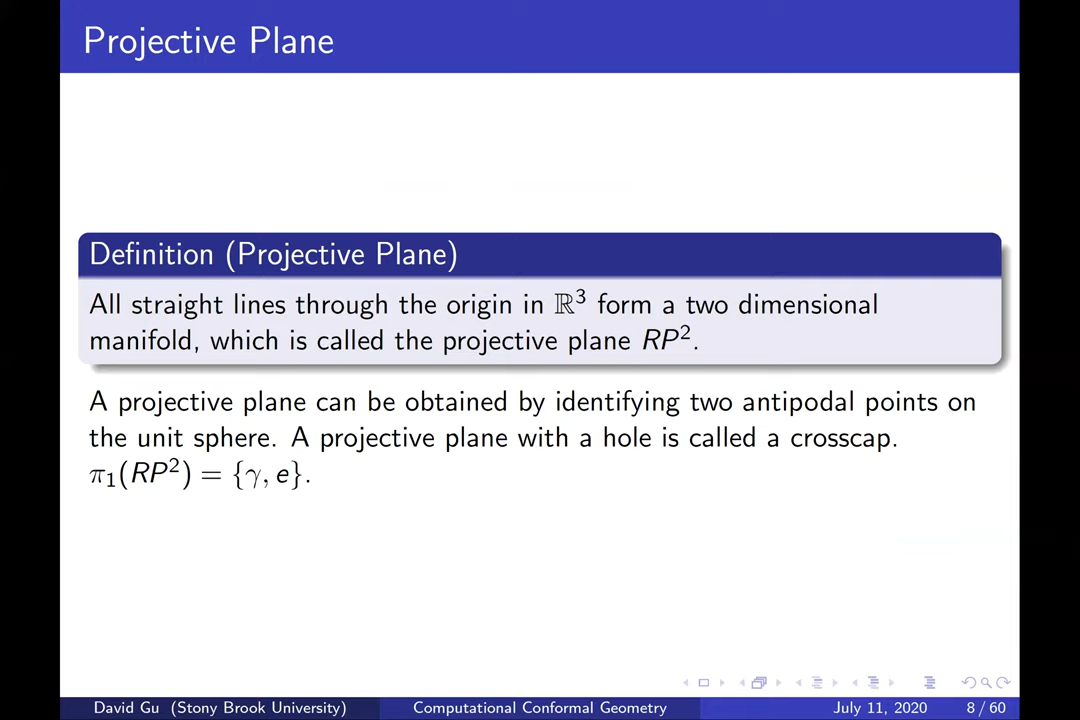 Projective Plane
Definition (Projective Plane)
All straight lines through the origin in ℝ³ form a two dimensional
manifold, which is called the projective plane RP².
A projective plane can be obtained by identifying two antipodal points on
the unit sphere. A projective plane with a hole is called a crosscap.
π₁(RP²) = {γ, e}.
David Gu (Stony Brook University) Computational Conformal Geometry July 11, 2020 8 / 60